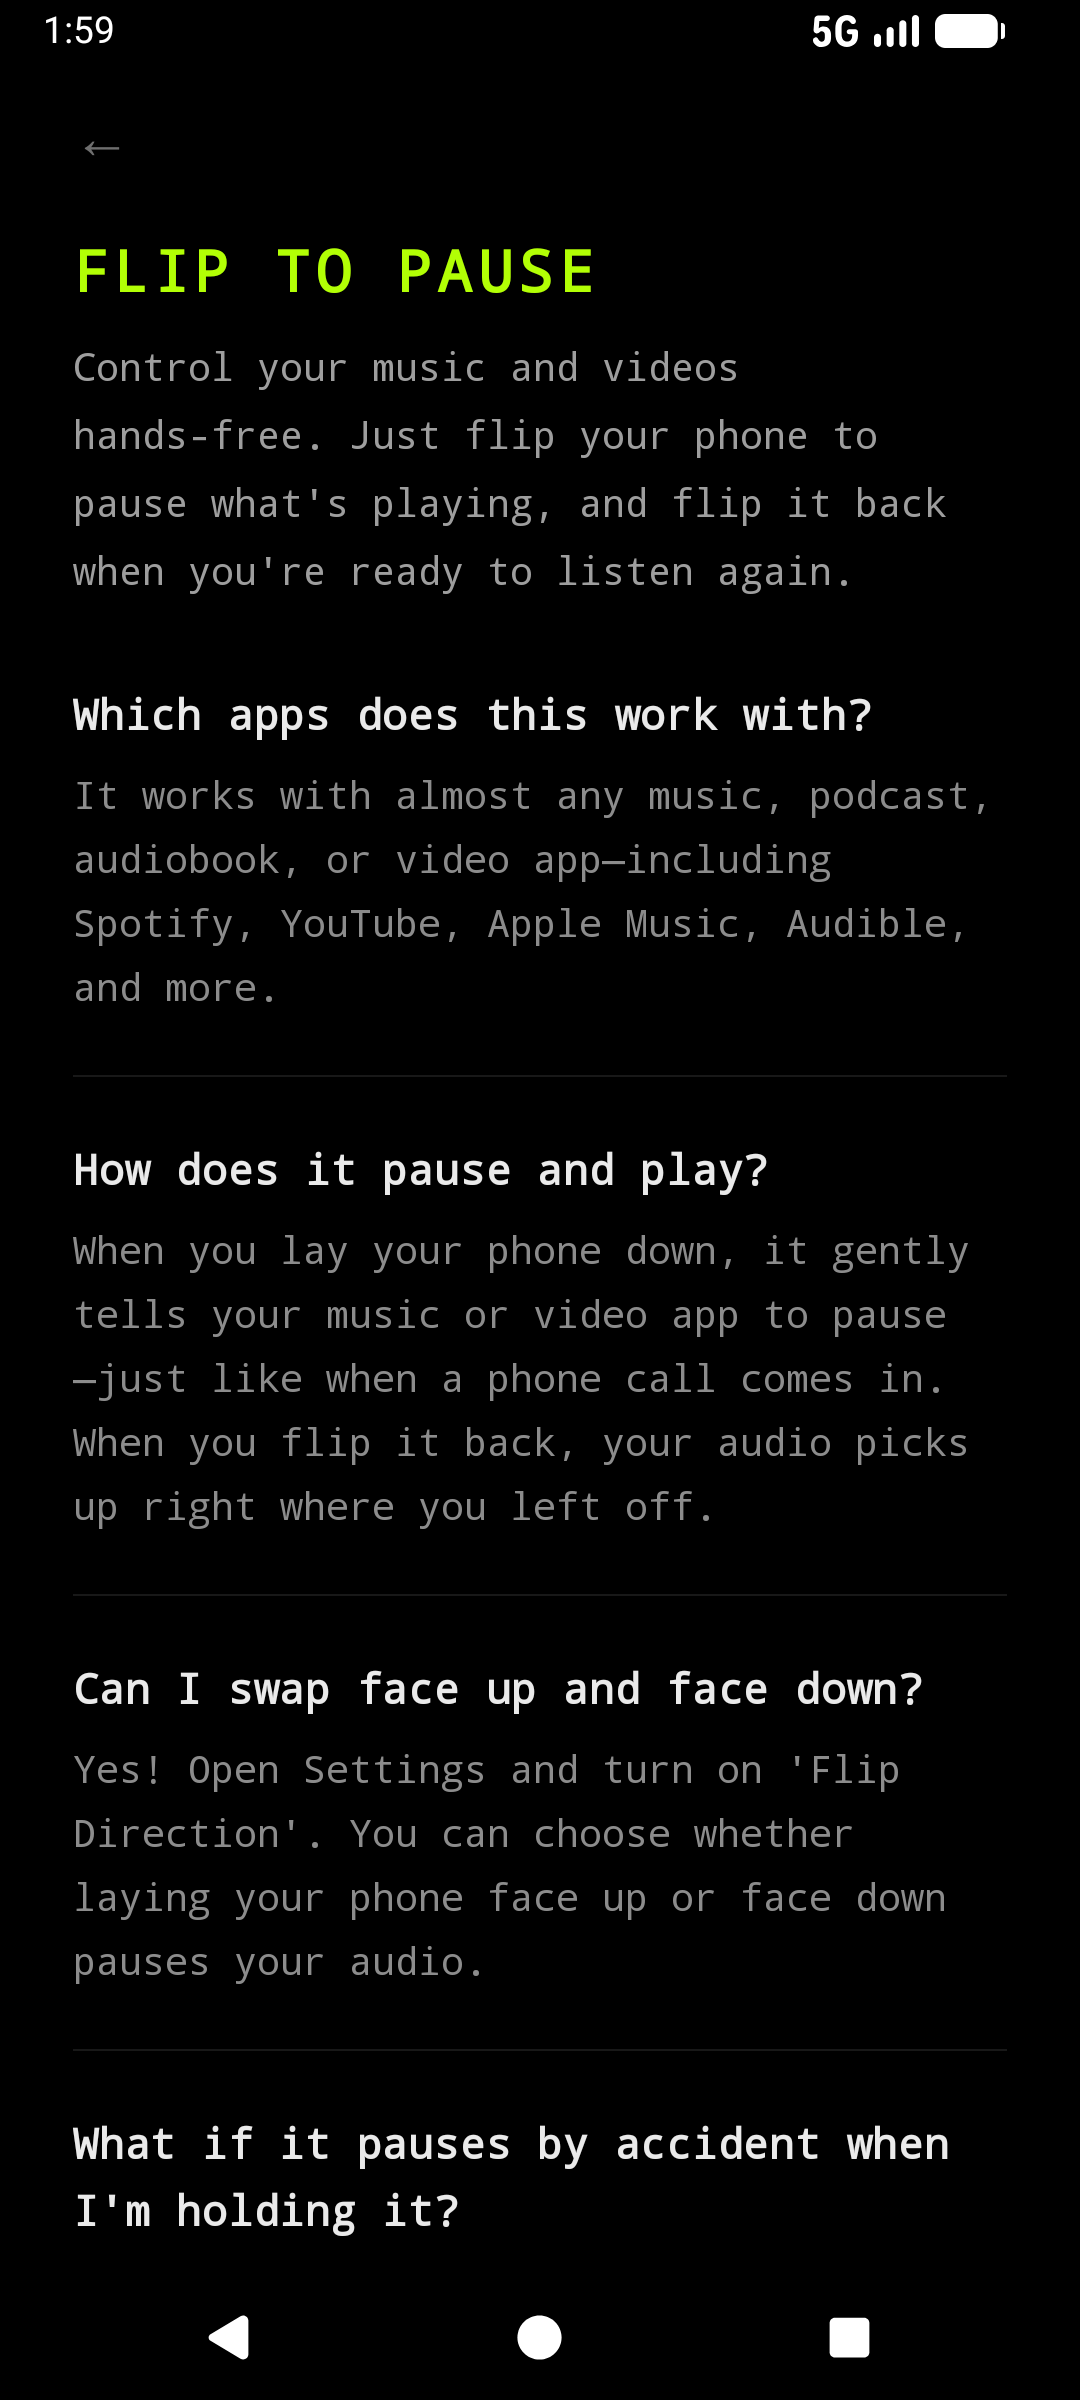 1:59
5G
←
FLIP TO PAUSE
Control your music and videos
hands-free. Just flip your phone to
pause what's playing, and flip it back
when you're ready to listen again.
Which apps does this work with?
It works with almost any music, podcast,
audiobook, or video app—including
Spotify, YouTube, Apple Music, Audible,
and more.
How does it pause and play?
When you lay your phone down, it gently
tells your music or video app to pause
—just like when a phone call comes in.
When you flip it back, your audio picks
up right where you left off.
Can I swap face up and face down?
Yes! Open Settings and turn on 'Flip
Direction'. You can choose whether
laying your phone face up or face down
pauses your audio.
What if it pauses by accident when
I'm holding it?